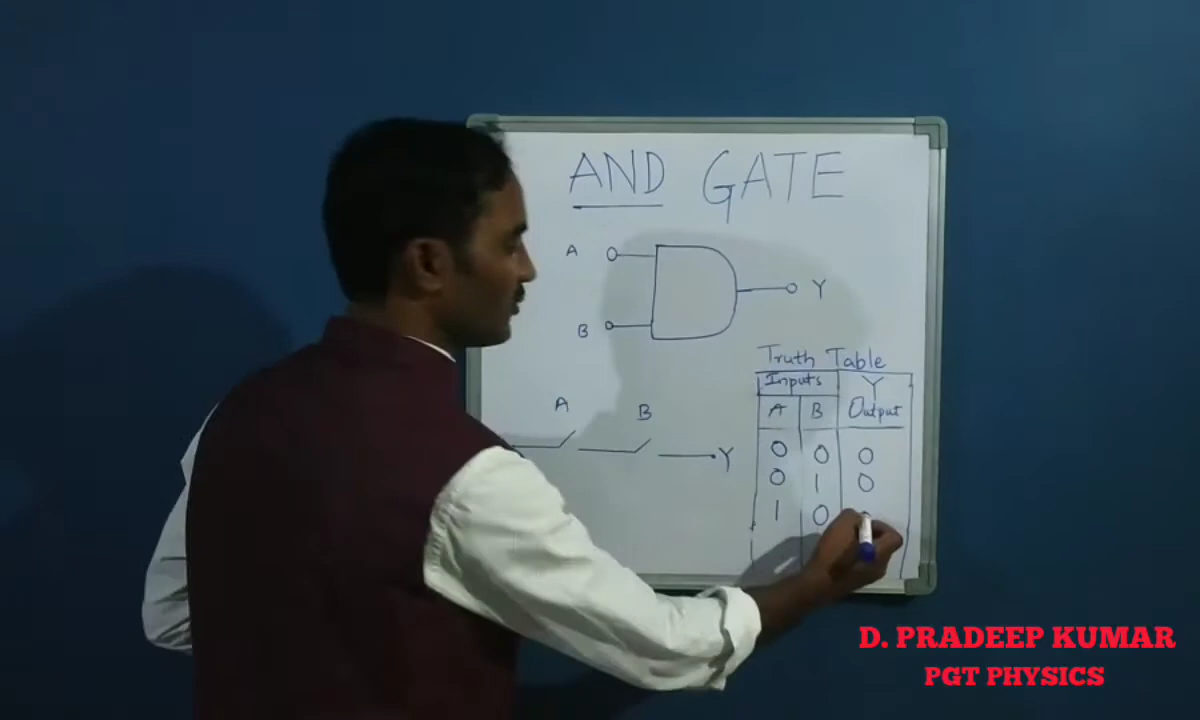 AND GATE
A
Y
B
Truth Table
Inputs Y
A B Output
A B
Y
0 0 0
0 1 0
1 0
D. PRADEEP KUMAR
PGT PHYSICS